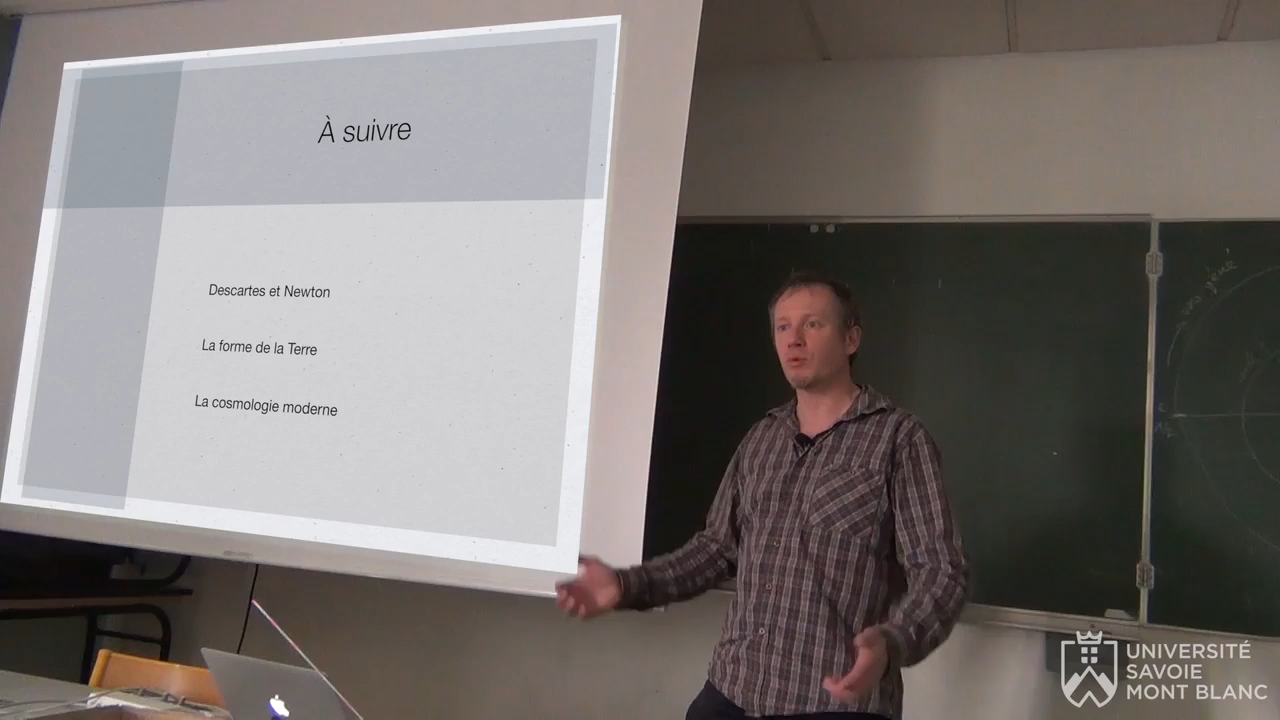 À suivre
Descartes et Newton
La forme de la Terre
La cosmologie moderne
UNIVERSITÉ
SAVOIE
MONT BLANC